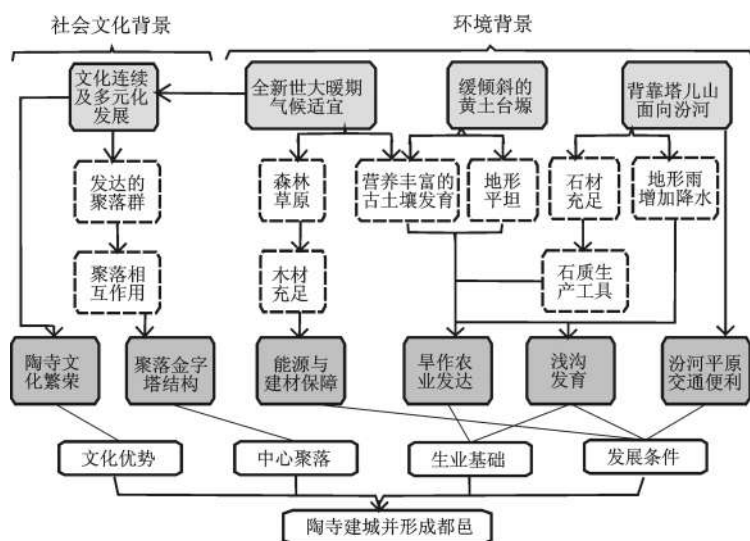 社会文化背景
环境背景
文化连续
及多元化
发展
全新世大暖期
气候适宜
缓倾斜的
黄土台塬
背靠塔儿山
面向汾河
发达的
聚落群
森林
草原
营养丰富的
古土壤发育
地形
平坦
石材
充足
地形雨
增加降水
聚落相
互作用
木材
充足
石质生
产工具
陶寺文
化繁荣
聚落金字
塔结构
能源与
建材保障
旱作农
业发达
浅沟
发育
汾河平原
交通便利
文化优势
中心聚落
生业基础
发展条件
陶寺建城并形成都邑